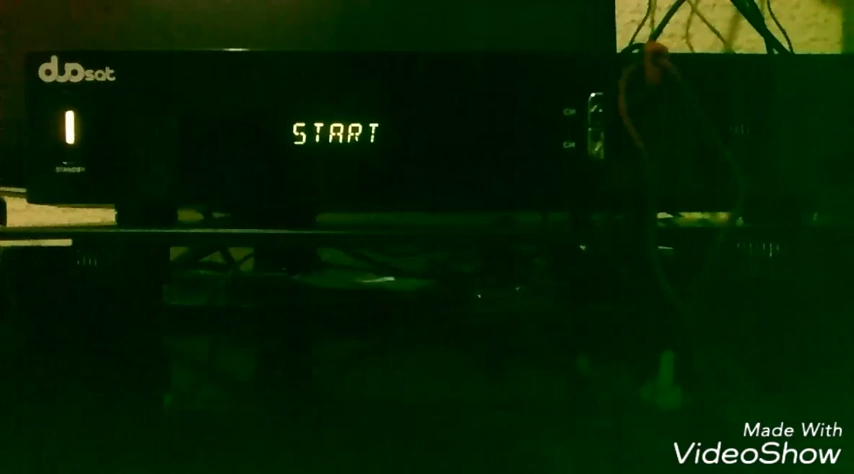 duosat
START
CH
CH
STANDBY
Made With
VideoShow